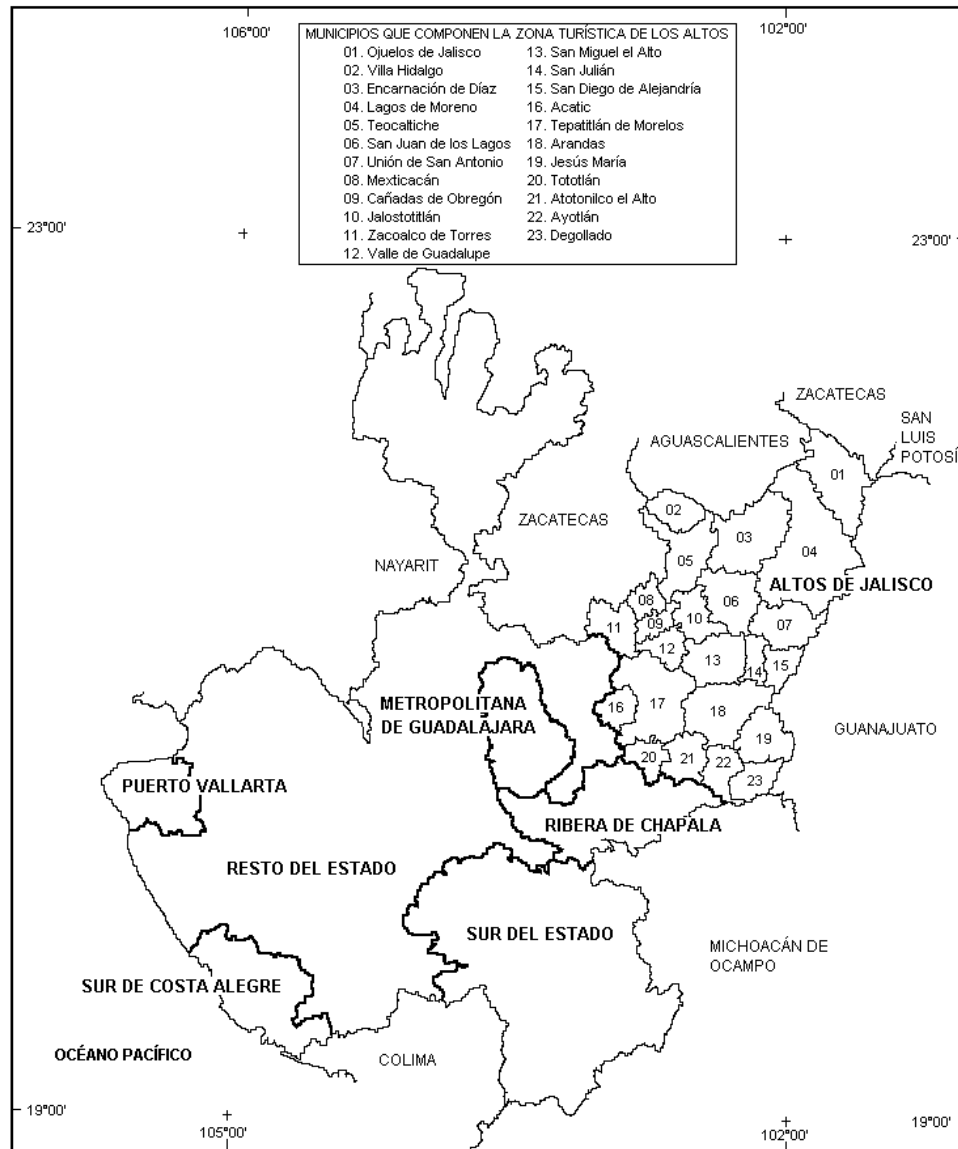 106°00'
102°00'
MUNICIPIOS QUE COMPONEN LA ZONA TURÍSTICA DE LOS ALTOS
01. Ojuelos de Jalisco
02. Villa Hidalgo
03. Encarnación de Díaz
04. Lagos de Moreno
05. Teocaltiche
06. San Juan de los Lagos
07. Unión de San Antonio
08. Mexticacán
09. Cañadas de Obregón
10. Jalostotitlán
11. Zacoalco de Torres
12. Valle de Guadalupe
13. San Miguel el Alto
14. San Julián
15. San Diego de Alejandría
16. Acatic
17. Tepatitlán de Morelos
18. Arandas
19. Jesús María
20. Tototlán
21. Atotonilco el Alto
22. Ayotlán
23. Degollado
23°00'
23°00'
ZACATECAS
SAN
LUIS
POTOSÍ
AGUASCALIENTES
01
02
ZACATECAS
03
04
05
NAYARIT
ALTOS DE JALISCO
08
06
10
09
07
11
12
13
14
15
METROPOLITANA
DE GUADALAJARA
16
17
18
GUANAJUATO
19
20
21
22
23
PUERTO VALLARTA
RIBERA DE CHAPALA
RESTO DEL ESTADO
SUR DEL ESTADO
MICHOACÁN DE
OCAMPO
SUR DE COSTA ALEGRE
OCÉANO PACÍFICO
COLIMA
19°00'
19°00'
105°00'
102°00'